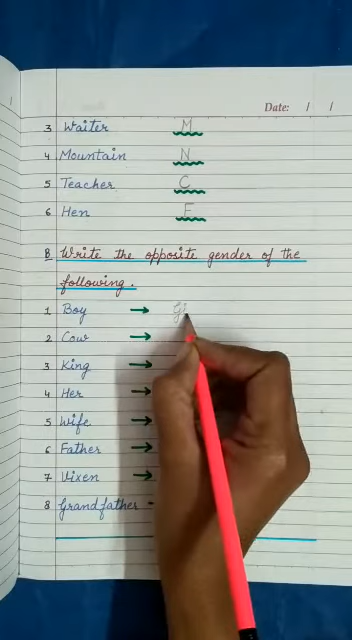 Date: / /
3 Waiter M
4 Mountain N
5 Teacher C
6 Hen F
B Write the opposite gender of the
following.
1 Boy → Gi
2 Cow →
3 King →
4 Her →
5 Wife →
6 Father →
7 Vixen →
8 Grandfather